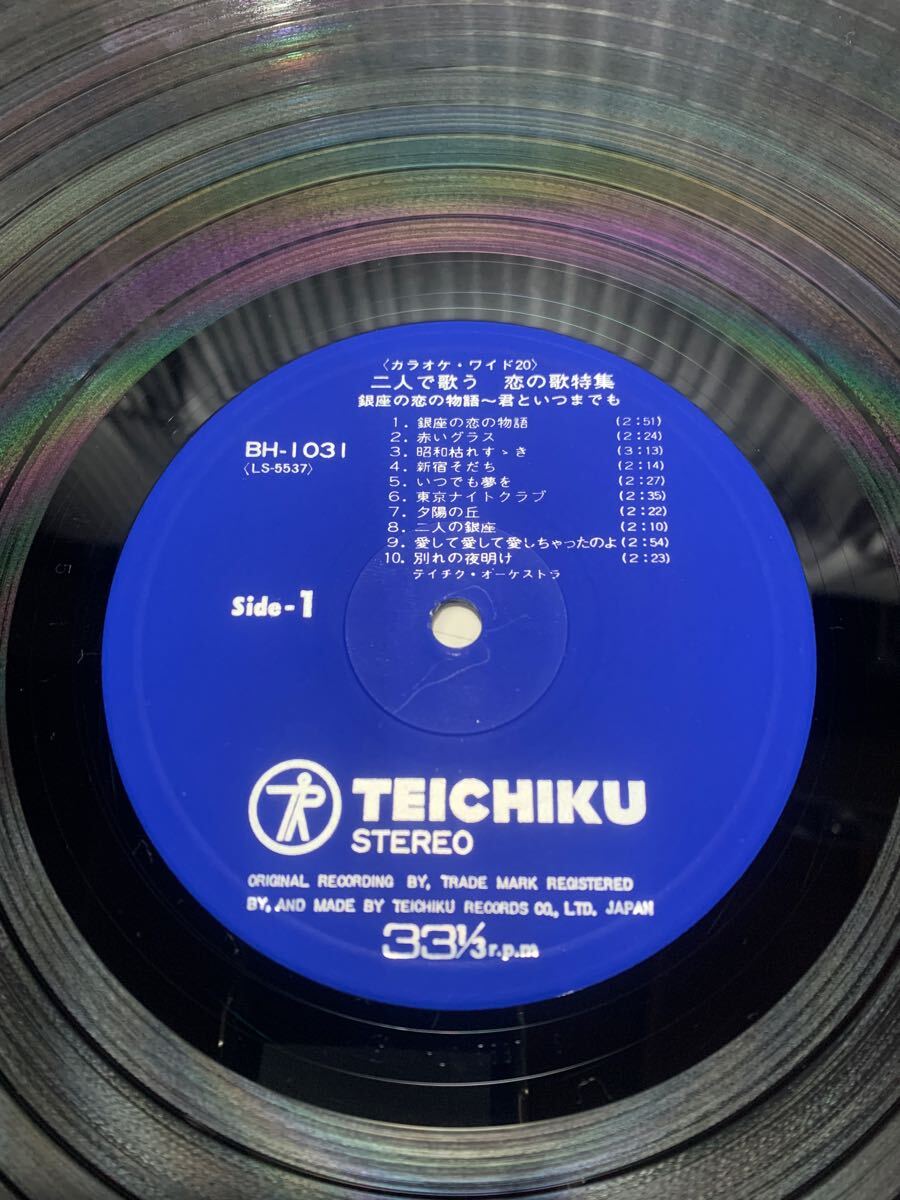 〈カラオケ・ワイド20〉
二人で歌う 恋の歌特集
銀座の恋の物語～君といつまでも
BH-1031
〈LS-5537〉
1. 銀座の恋の物語 (2:51)
2. 赤いグラス (2:24)
3. 昭和枯れすゝき (3:13)
4. 新宿そだち (2:14)
5. いつでも夢を (2:27)
6. 東京ナイトクラブ (2:35)
7. 夕陽の丘 (2:22)
8. 二人の銀座 (2:10)
9. 愛して愛して愛しちゃったのよ (2:54)
10. 別れの夜明け (2:23)
テイチク・オーケストラ
Side-1
TEICHIKU
STEREO
ORIGINAL RECORDING BY, TRADE MARK REGISTERED
BY, AND MADE BY TEICHIKU RECORDS CO., LTD. JAPAN
33⅓ r.p.m